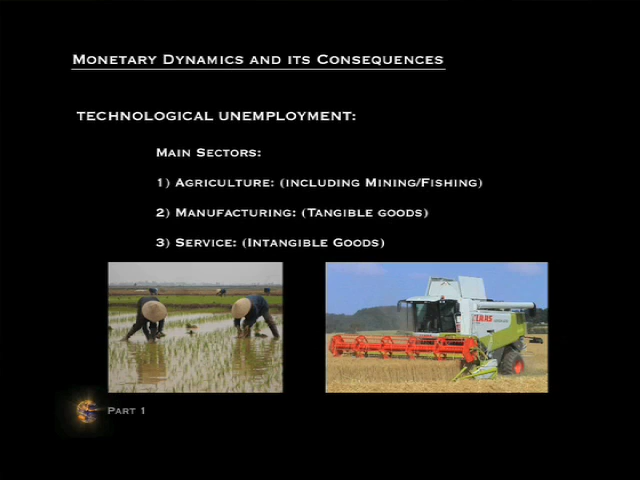 Monetary Dynamics and its Consequences
TECHNOLOGICAL UNEMPLOYMENT:
Main Sectors:
1) Agriculture: (including Mining/Fishing)
2) Manufacturing: (Tangible goods)
3) Service: (Intangible Goods)
CLAAS
Part 1